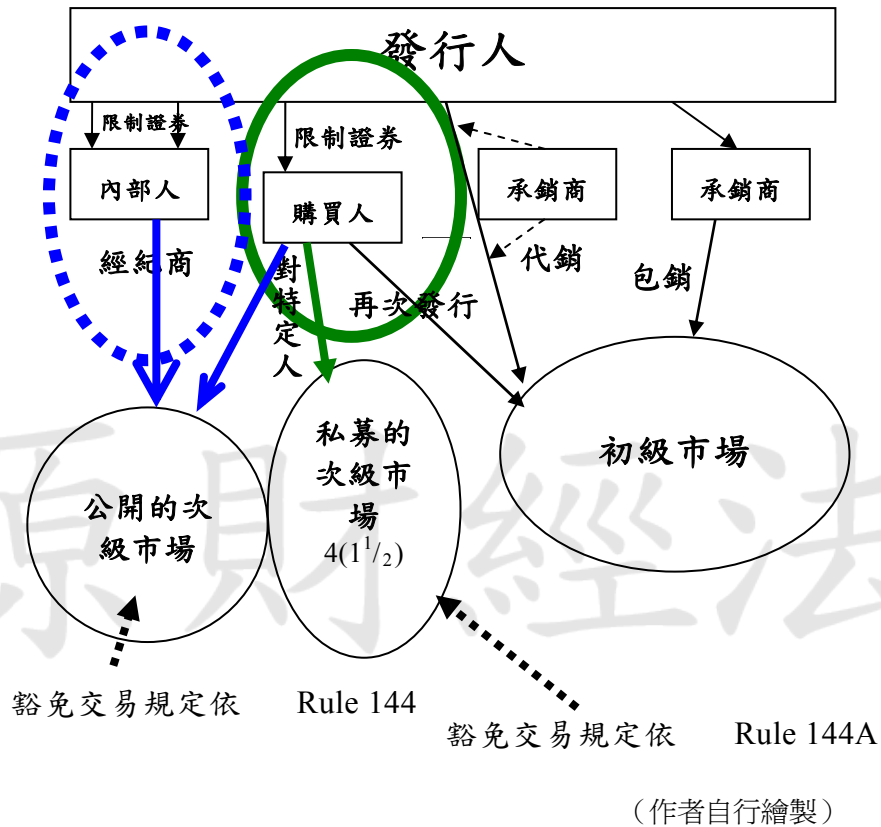 發行人
限制證券
限制證券
內部人
購買人
承銷商
承銷商
經紀商
對
特
定
人
再次發行
代銷
包銷
公開的次
級市場
私募的
次級市
場
4(1¹/₂)
初級市場
原財經法
豁免交易規定依 Rule 144
豁免交易規定依 Rule 144A
（作者自行繪製）